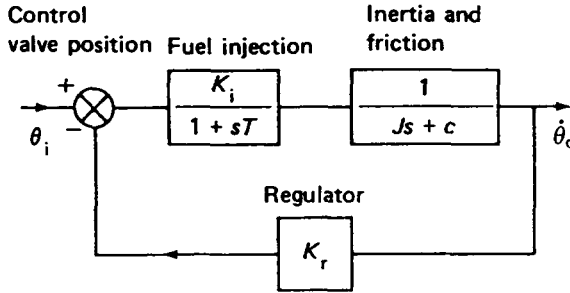 Control
valve position
Fuel injection
Inertia and
friction
+
−
θi
Ki
1 + sT
1
Js + c
Regulator
Kr